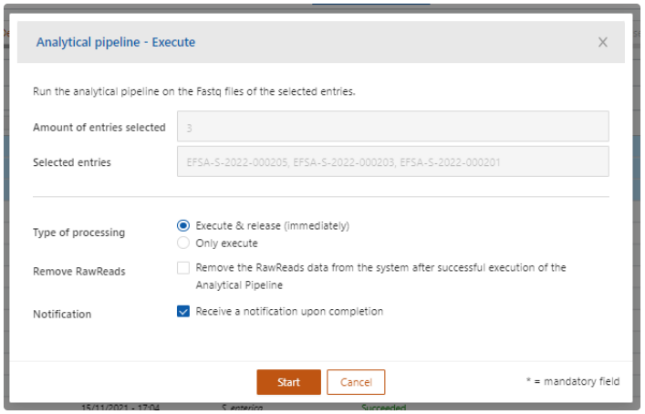 Analytical pipeline - Execute
Run the analytical pipeline on the Fastq files of the selected entries.
Amount of entries selected 3
Selected entries EFSA-S-2022-000205, EFSA-S-2022-000203, EFSA-S-2022-000201
Type of processing Execute & release (immediately)
Only execute
Remove RawReads Remove the RawReads data from the system after successful execution of the
Analytical Pipeline
Notification Receive a notification upon completion
Start Cancel * = mandatory field
15/11/2021 - 17:04 S. enterica Succeeded